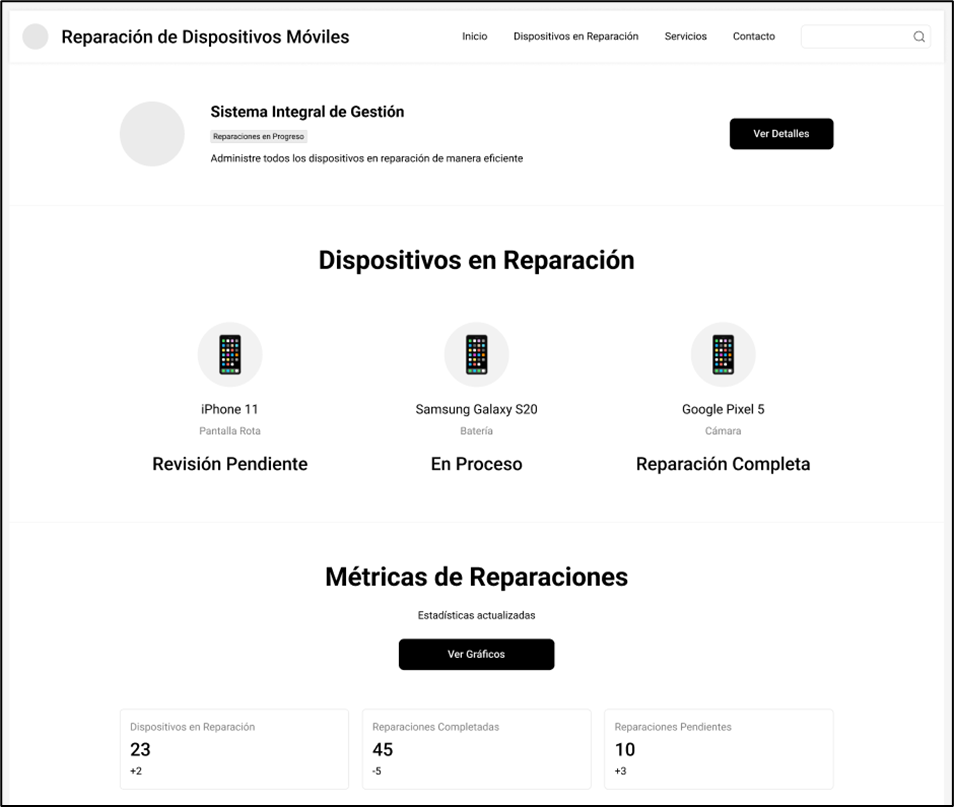 Reparación de Dispositivos Móviles
Inicio
Dispositivos en Reparación
Servicios
Contacto
Sistema Integral de Gestión
Reparaciones en Progreso
Administre todos los dispositivos en reparación de manera eficiente
Ver Detalles
Dispositivos en Reparación
iPhone 11
Pantalla Rota
Revisión Pendiente
Samsung Galaxy S20
Batería
En Proceso
Google Pixel 5
Cámara
Reparación Completa
Métricas de Reparaciones
Estadísticas actualizadas
Ver Gráficos
Dispositivos en Reparación
23
+2
Reparaciones Completadas
45
-5
Reparaciones Pendientes
10
+3